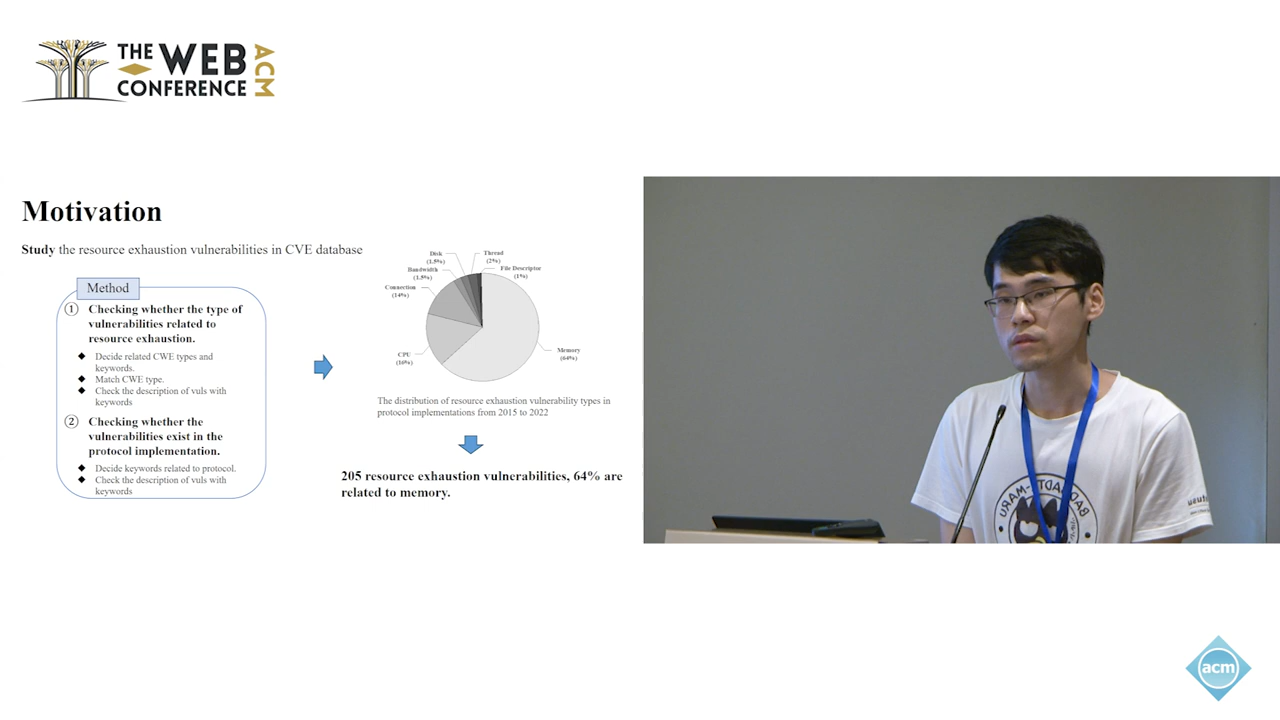 THE WEB
CONFERENCE
ACM
Motivation
Study the resource exhaustion vulnerabilities in CVE database
Method
① Checking whether the type of
vulnerabilities related to
resource exhaustion.
◆ Decide related CWE types and
keywords.
◆ Match CWE type.
◆ Check the description of vuls with
keywords
② Checking whether the
vulnerabilities exist in the
protocol implementation.
◆ Decide keywords related to protocol.
◆ Check the description of vuls with
keywords
Disk
(1.5%)
Thread
(2%)
Bandwidth
(1.5%)
File Descriptor
(1%)
Connection
(14%)
CPU
(16%)
Memory
(64%)
The distribution of resource exhaustion vulnerability types in
protocol implementations from 2015 to 2022
205 resource exhaustion vulnerabilities, 64% are
related to memory.
BADBADTZ-MARU
acm